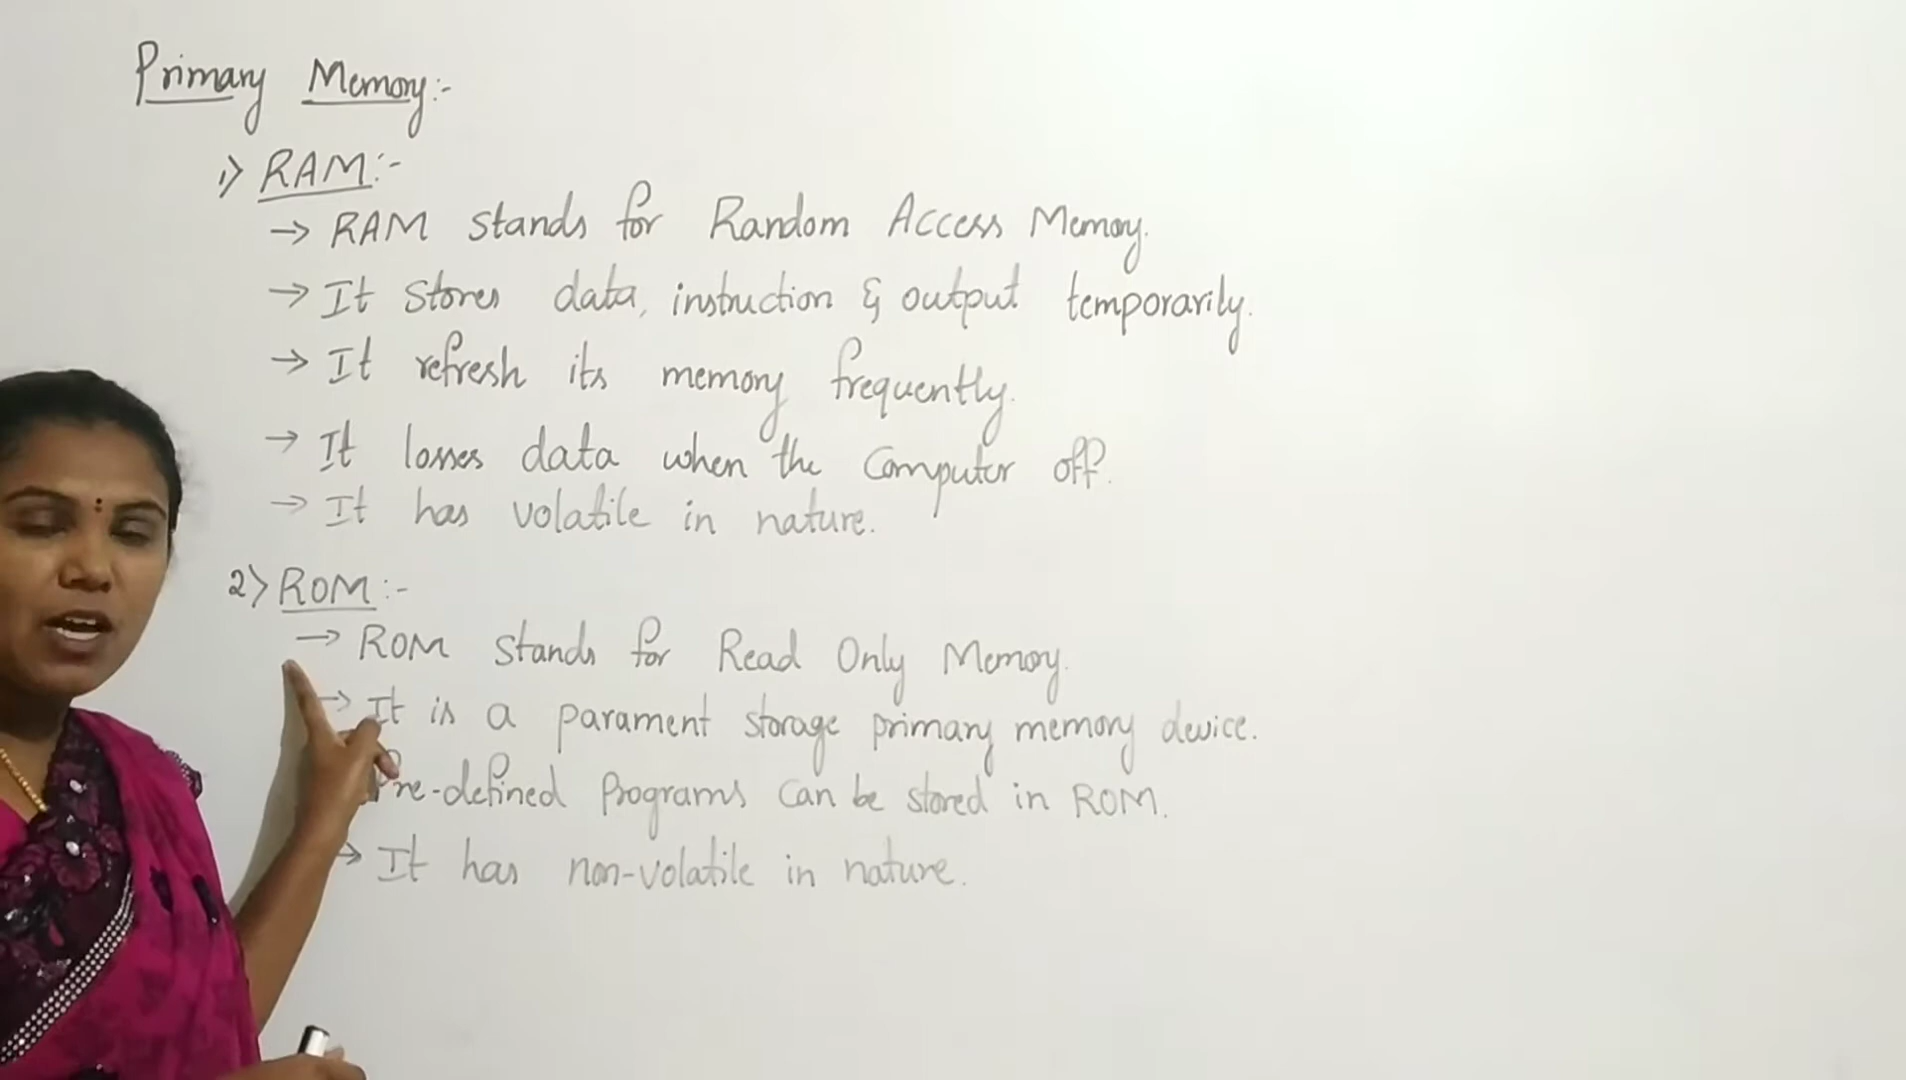 Primary Memory:-
1) RAM:-
→ RAM stands for Random Access Memory.
→ It stores data, instruction & output temporarily.
→ It refresh its memory frequently.
→ It losses data when the Computer off.
→ It has volatile in nature.
2) ROM:-
→ ROM stands for Read Only Memory.
→ It is a parament storage primary memory device.
Pre-defined Programs can be stored in ROM.
→ It has non-volatile in nature.